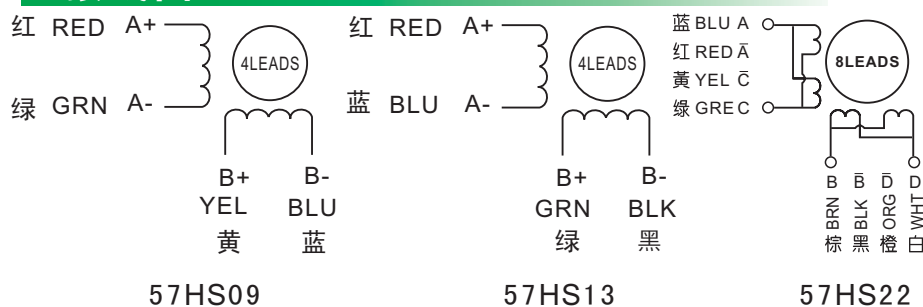 红 RED A+
4LEADS
绿 GRN A-
B+ B-
YEL BLU
黄 蓝
57HS09
红 RED A+
4LEADS
蓝 BLU A-
B+ B-
GRN BLK
绿 黑
57HS13
蓝 BLU A
红 RED Ā
黃 YEL C̄
绿 GRE C
8LEADS
棕 BRN B
黑 BLK B̄
橙 ORG D̄
白 WHT D
57HS22